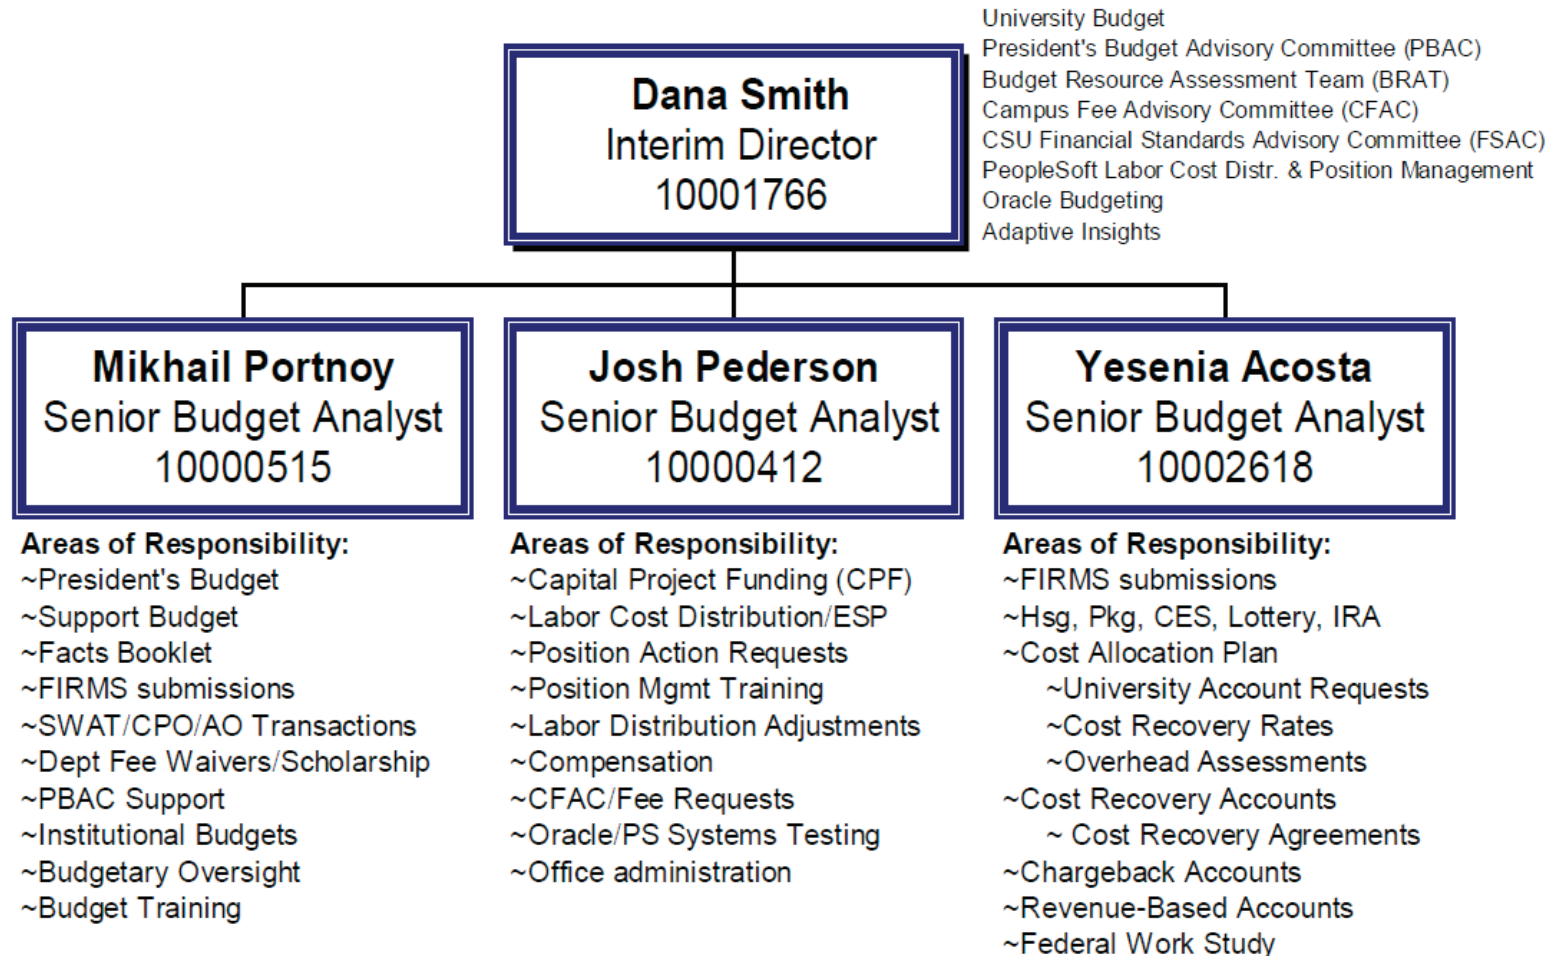 University Budget
President's Budget Advisory Committee (PBAC)
Budget Resource Assessment Team (BRAT)
Campus Fee Advisory Committee (CFAC)
CSU Financial Standards Advisory Committee (FSAC)
PeopleSoft Labor Cost Distr. & Position Management
Oracle Budgeting
Adaptive Insights
Dana Smith
Interim Director
10001766
Mikhail Portnoy
Senior Budget Analyst
10000515
Areas of Responsibility:
~President's Budget
~Support Budget
~Facts Booklet
~FIRMS submissions
~SWAT/CPO/AO Transactions
~Dept Fee Waivers/Scholarship
~PBAC Support
~Institutional Budgets
~Budgetary Oversight
~Budget Training
Josh Pederson
Senior Budget Analyst
10000412
Areas of Responsibility:
~Capital Project Funding (CPF)
~Labor Cost Distribution/ESP
~Position Action Requests
~Position Mgmt Training
~Labor Distribution Adjustments
~Compensation
~CFAC/Fee Requests
~Oracle/PS Systems Testing
~Office administration
Yesenia Acosta
Senior Budget Analyst
10002618
Areas of Responsibility:
~FIRMS submissions
~Hsg, Pkg, CES, Lottery, IRA
~Cost Allocation Plan
~University Account Requests
~Cost Recovery Rates
~Overhead Assessments
~Cost Recovery Accounts
~ Cost Recovery Agreements
~Chargeback Accounts
~Revenue-Based Accounts
~Federal Work Study